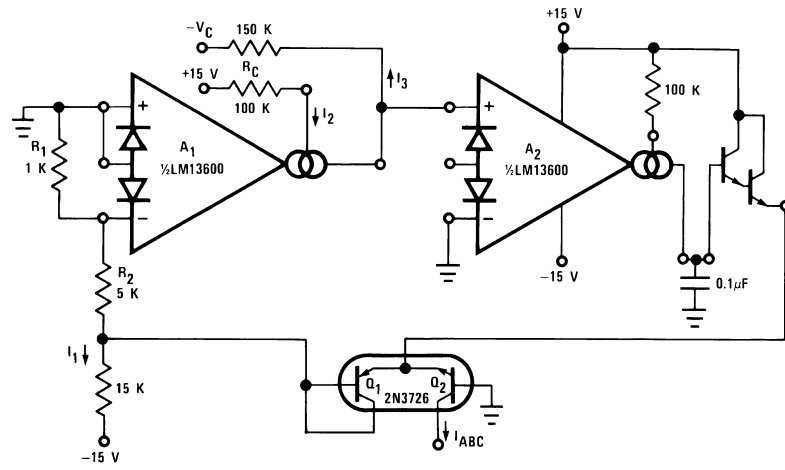 −VC
150 K
+15 V
RC
100 K
I2
I3
+15 V
100 K
R1
1 K
+
A1
½LM13600
−
+
A2
½LM13600
−
R2
5 K
−15 V
0.1µF
I1
15 K
−15 V
Q1
Q2
2N3726
IABC